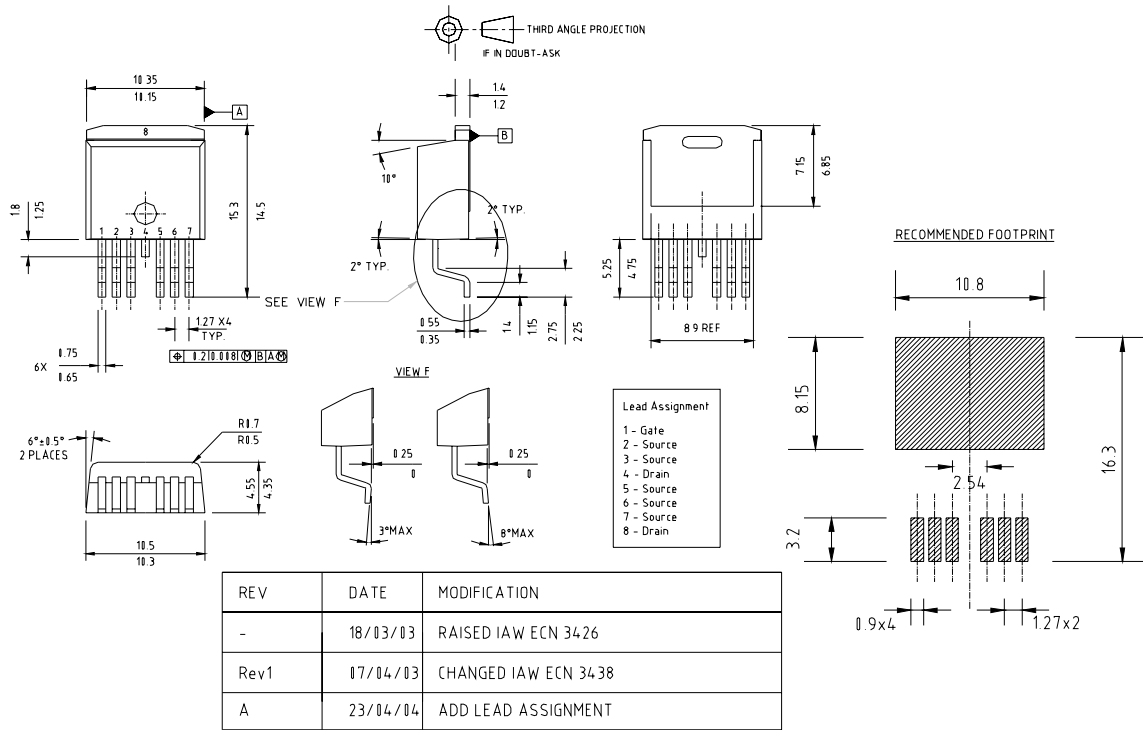 THIRD ANGLE PROJECTION
IF IN DOUBT-ASK
10.35
10.15
A
8
1.8
1.25
15.3
14.5
1 2 3 4 5 6 7
1.27 X4
TYP.
6X
0.75
0.65
0.2|0.008 M B A M
1.4
1.2
B
10°
2° TYP.
2° TYP.
SEE VIEW F
0.55
0.35
1.4
1.15
2.75
2.25
7.15
6.85
5.25
4.75
8.9 REF
RECOMMENDED FOOTPRINT
10.8
8.15
16.3
2.54
3.2
0.9x4
1.27x2
6°±0.5°
2 PLACES
R0.7
R0.5
4.55
4.35
10.5
10.3
VIEW F
0.25
0
3°MAX
0.25
0
8°MAX
Lead Assignment
1 - Gate
2 - Source
3 - Source
4 - Drain
5 - Source
6 - Source
7 - Source
8 - Drain
REV DATE MODIFICATION
- 18/03/03 RAISED IAW ECN 3426
Rev1 07/04/03 CHANGED IAW ECN 3438
A 23/04/04 ADD LEAD ASSIGNMENT